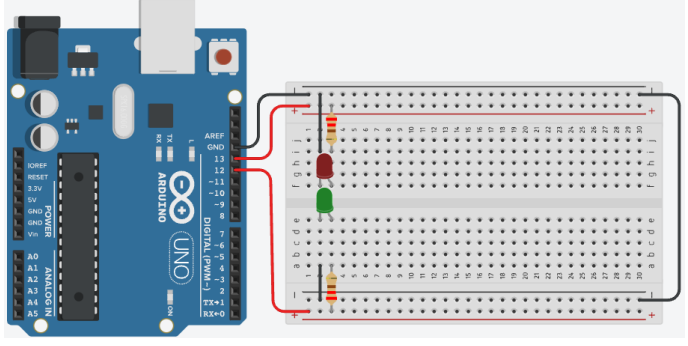 AREF
GND
13
12
~11
~10
~9
8
7
~6
~5
4
~3
2
TX→1
RX←0
DIGITAL (PWM~)
L
TX
RX
ARDUINO
UNO
ON
IOREF
RESET
3.3V
5V
GND
GND
Vin
POWER
A0
A1
A2
A3
A4
A5
ANALOG IN
- -
+ +
1 2 3 4 5 6 7 8 9 10 11 12 13 14 15 16 17 18 19 20 21 22 23 24 25 26 27 28 29 30
j j
i i
h h
g g
f f
e e
d d
c c
b b
a a
1 2 3 4 5 6 7 8 9 10 11 12 13 14 15 16 17 18 19 20 21 22 23 24 25 26 27 28 29 30
- -
+ +